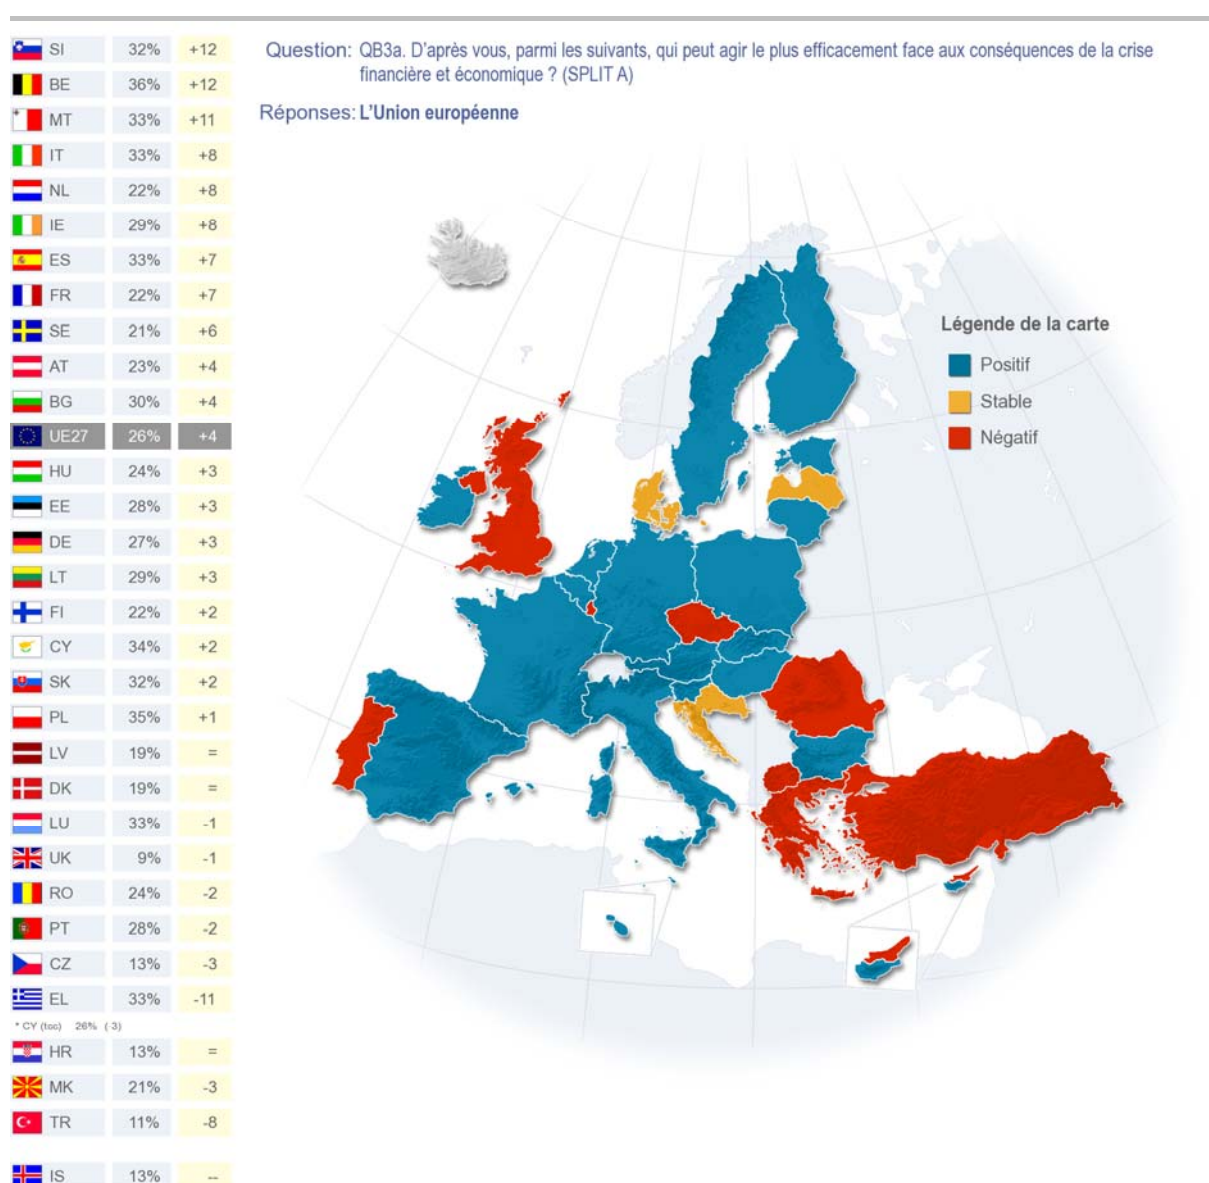 SI 32% +12
BE 36% +12
MT 33% +11
IT 33% +8
NL 22% +8
IE 29% +8
ES 33% +7
FR 22% +7
SE 21% +6
AT 23% +4
BG 30% +4
UE27 26% +4
HU 24% +3
EE 28% +3
DE 27% +3
LT 29% +3
FI 22% +2
CY 34% +2
SK 32% +2
PL 35% +1
LV 19% =
DK 19% =
LU 33% -1
UK 9% -1
RO 24% -2
PT 28% -2
CZ 13% -3
EL 33% -11
* CY (tcc) 26% (-3)
HR 13% =
MK 21% -3
TR 11% -8
IS 13% --
Question: QB3a. D'après vous, parmi les suivants, qui peut agir le plus efficacement face aux conséquences de la crise
financière et économique ? (SPLIT A)
Réponses: L'Union européenne
Légende de la carte
Positif
Stable
Négatif